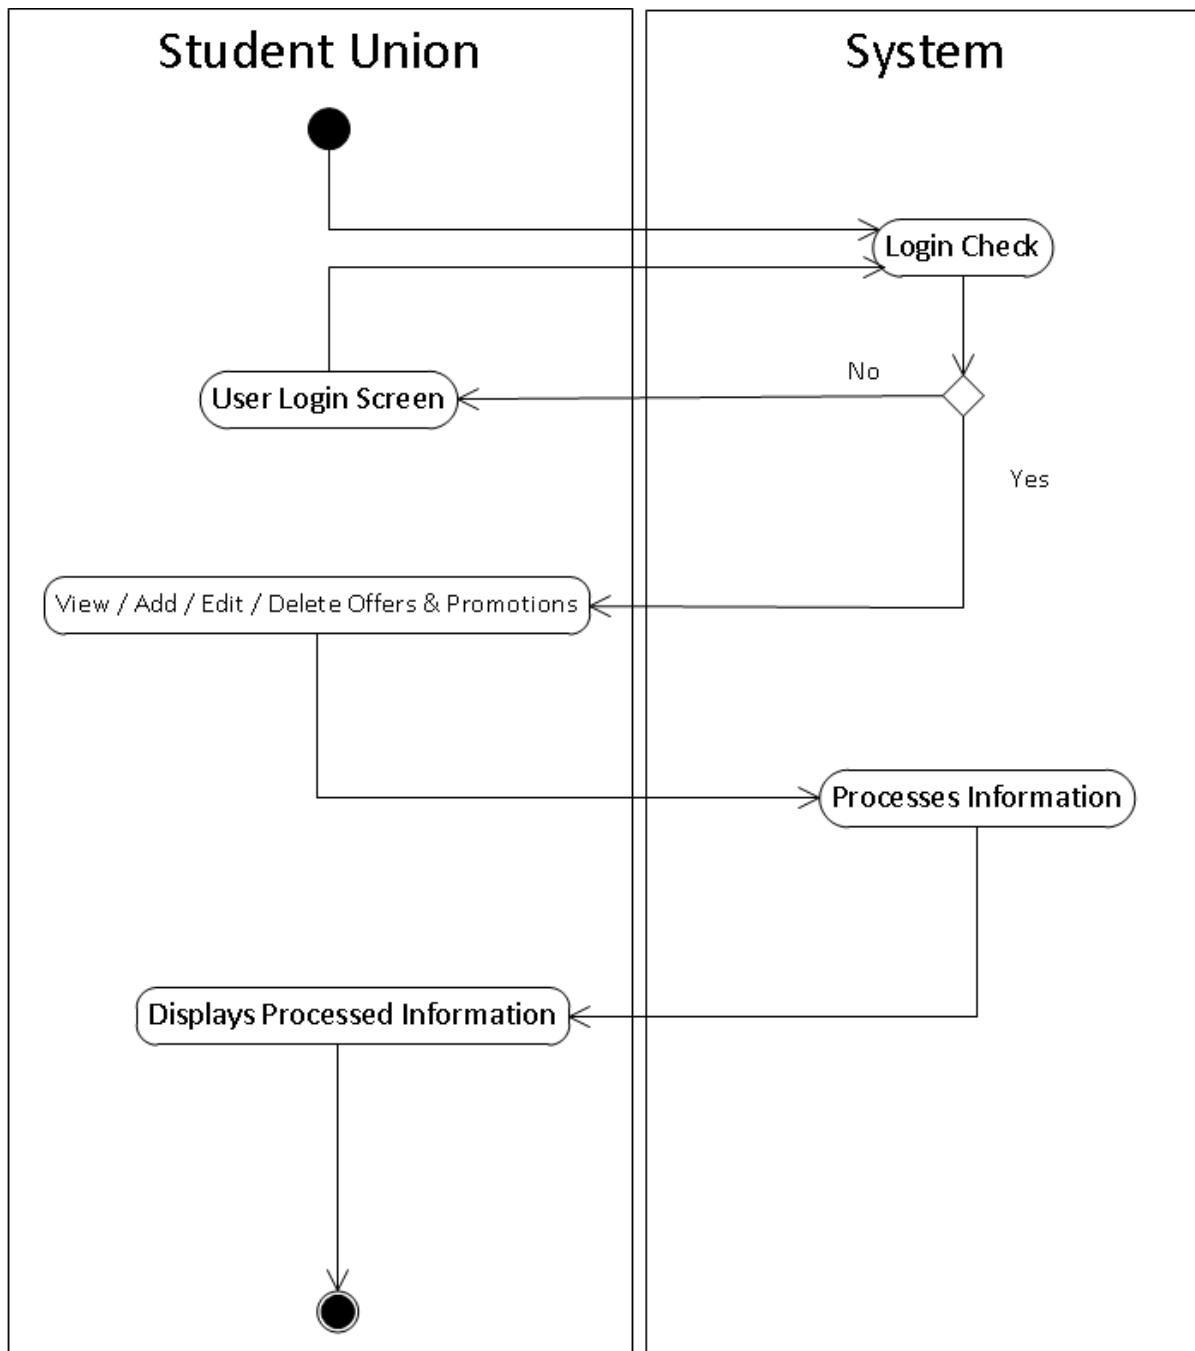 Student Union
System
Login Check
No
User Login Screen
Yes
View / Add / Edit / Delete Offers & Promotions
Processes Information
Displays Processed Information